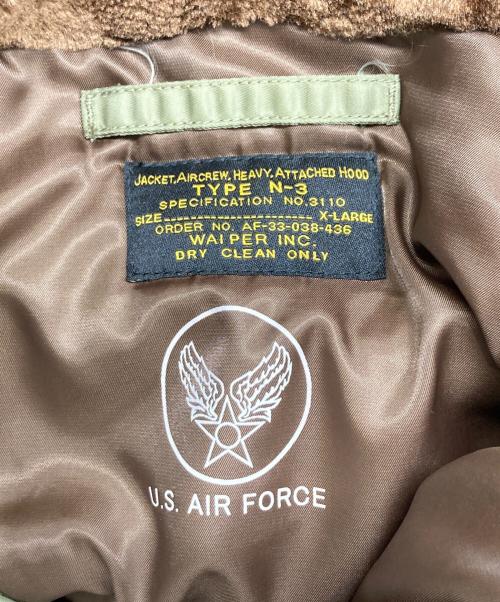 JACKET, AIRCREW, HEAVY, ATTACHED HOOD
TYPE N-3
SPECIFICATION NO.3110
SIZE------------------------ X-LARGE
ORDER NO. AF-33-038-436
WAIPER INC.
DRY CLEAN ONLY
U.S. AIR FORCE